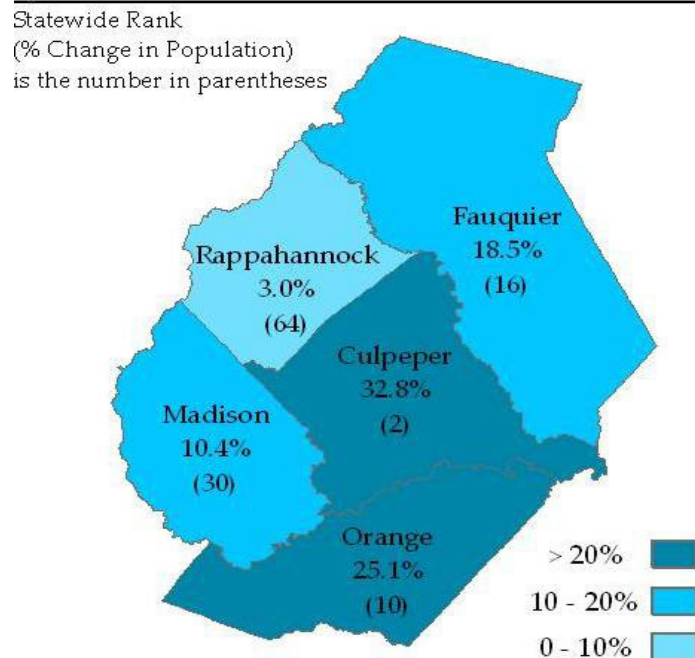 Statewide Rank
(% Change in Population)
is the number in parentheses
Fauquier
18.5%
(16)
Rappahannock
3.0%
(64)
Culpeper
32.8%
(2)
Madison
10.4%
(30)
Orange
25.1%
(10)
> 20%
10 - 20%
0 - 10%